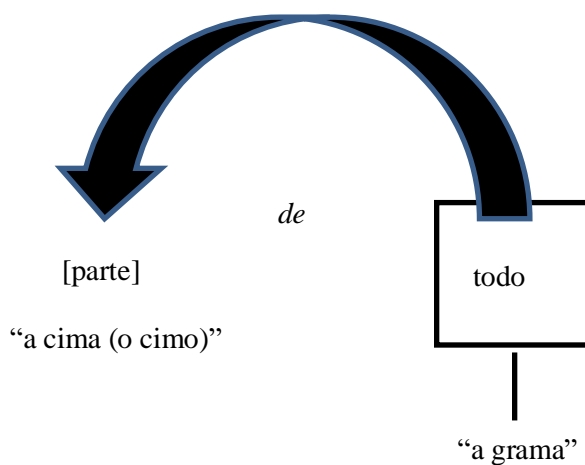 de
[parte]
todo
“a cima (o cimo)”
“a grama”